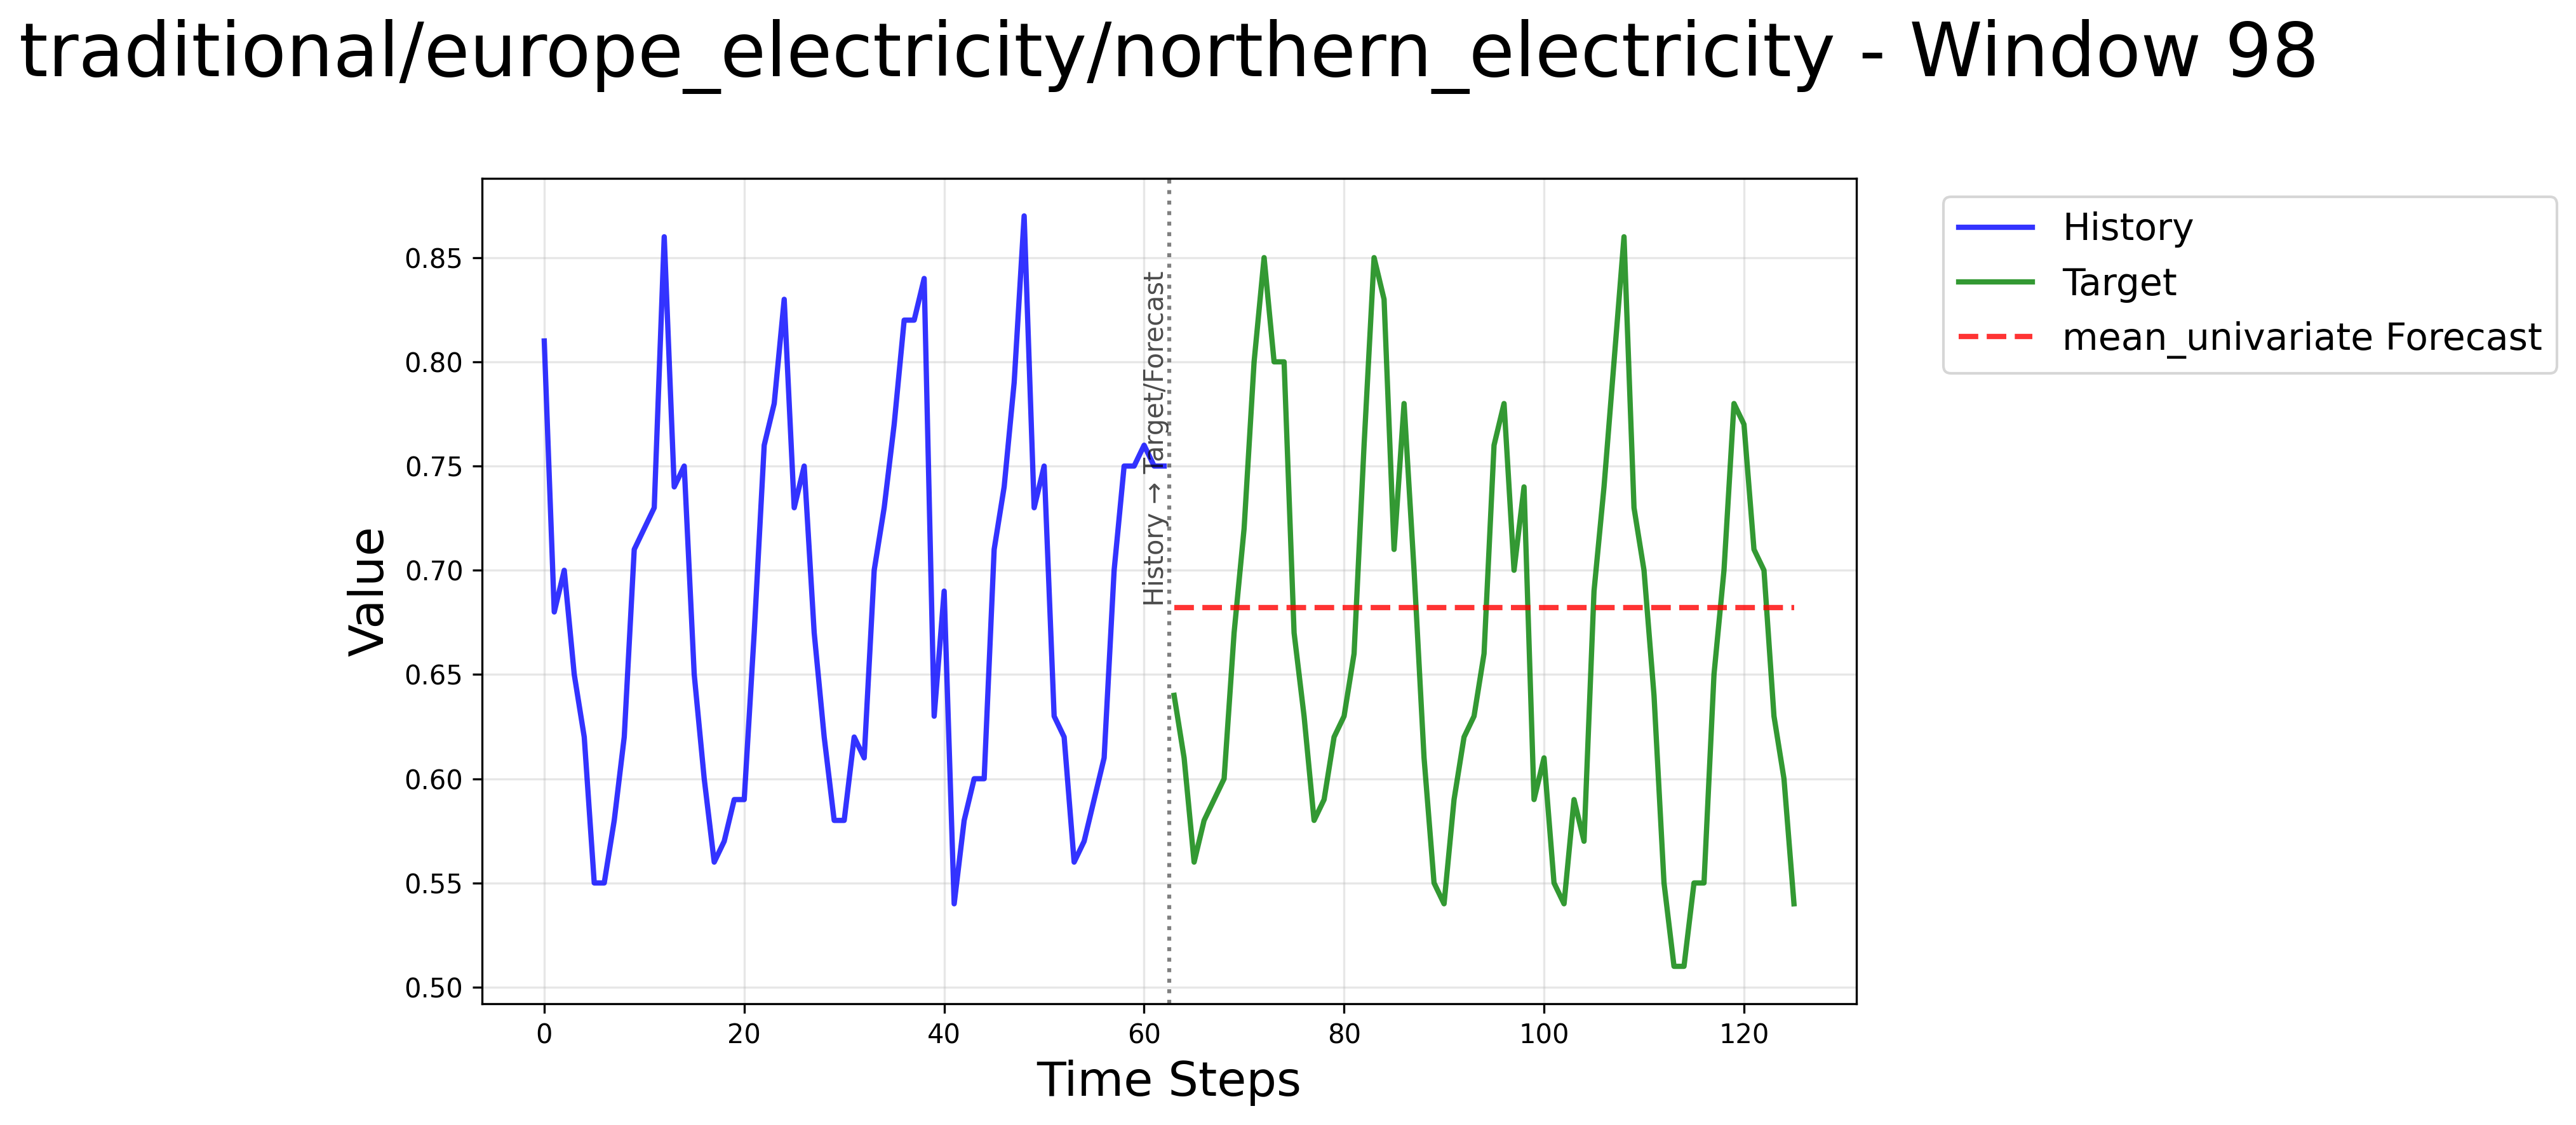 traditional/europe_electricity/northern_electricity - Window 98
History
Target
mean_univariate Forecast
History → Target/Forecast
Value
0.85
0.80
0.75
0.70
0.65
0.60
0.55
0.50
0 20 40 60 80 100 120
Time Steps